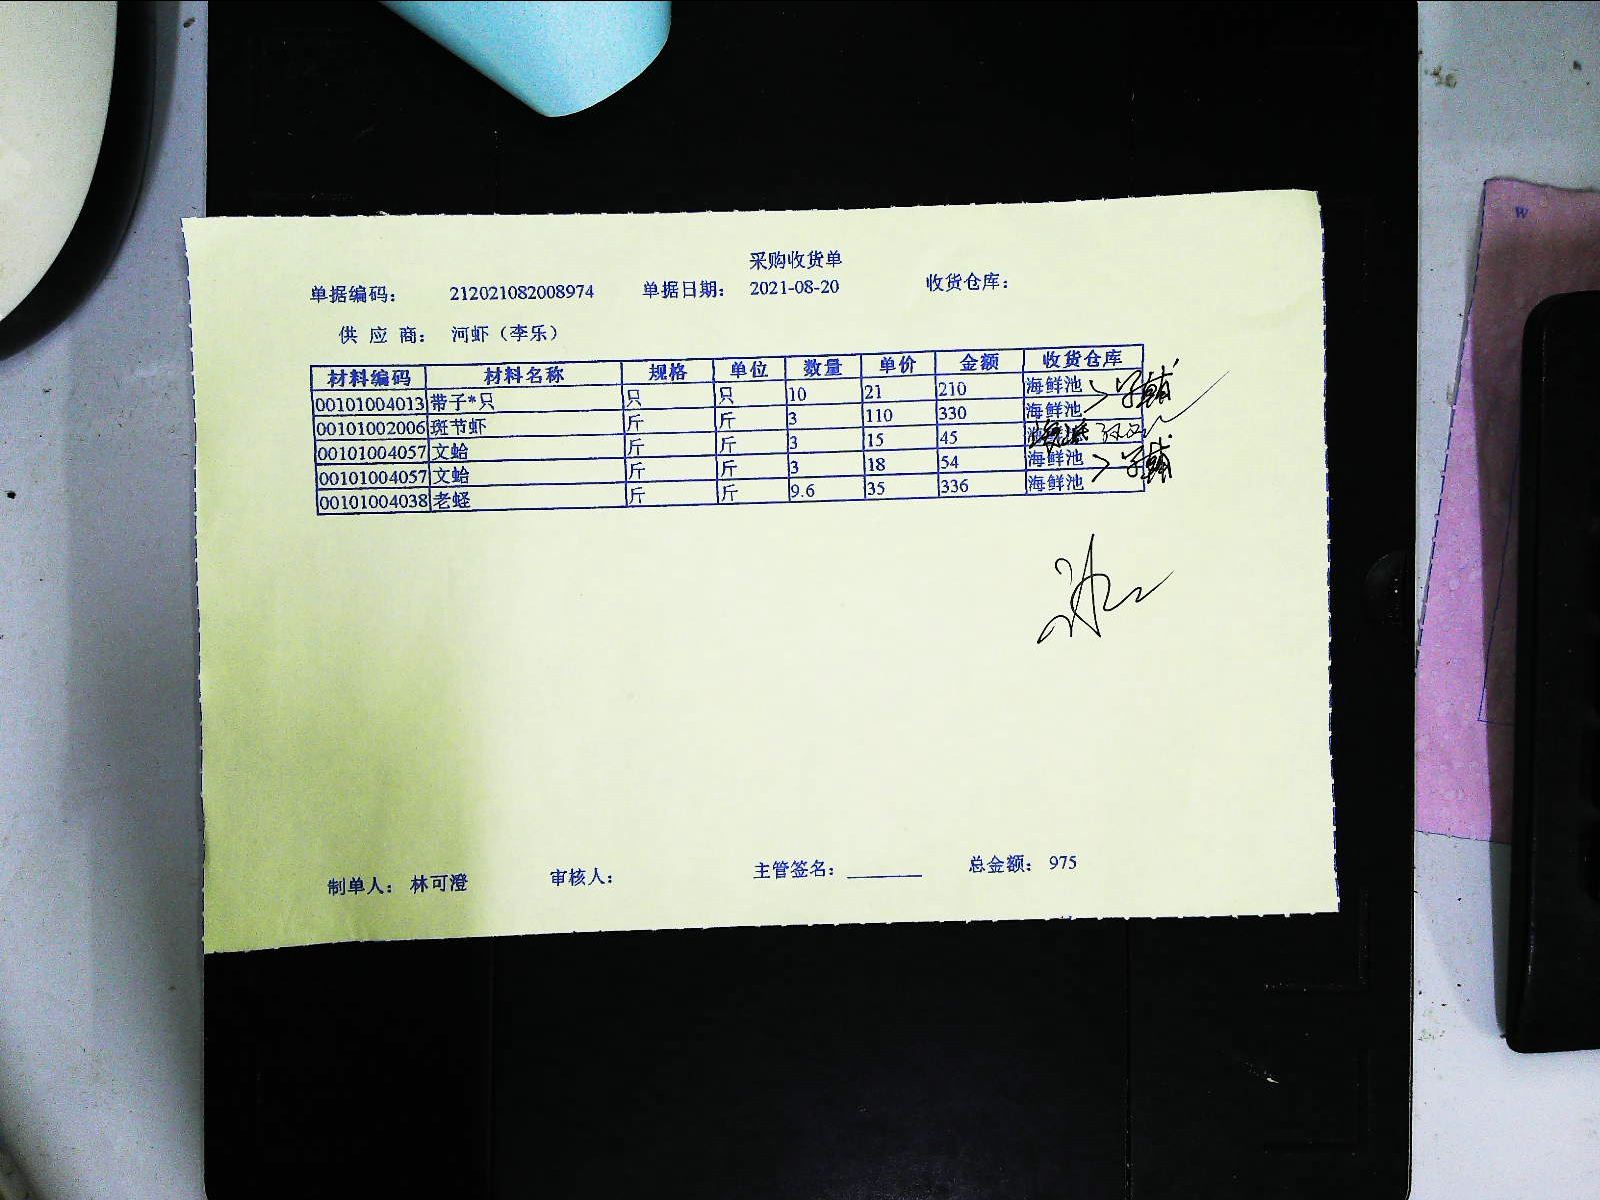 采购收货单
单据编码： 212021082008974 单据日期： 2021-08-20 收货仓库：
供 应 商： 河虾（李乐）
材料编码 材料名称 规格 单位 数量 单价 金额 收货仓库
00101004013 带子*只 只 只 10 21 210 海鲜池
00101002006 斑节虾 斤 斤 3 110 330 海鲜池
00101004057 文蛤 斤 斤 3 15 45
00101004057 文蛤 斤 斤 3 18 54 海鲜池
00101004038 老蛏 斤 斤 9.6 35 336 海鲜池
制单人： 林可澄 审核人： 主管签名： 总金额： 975
W